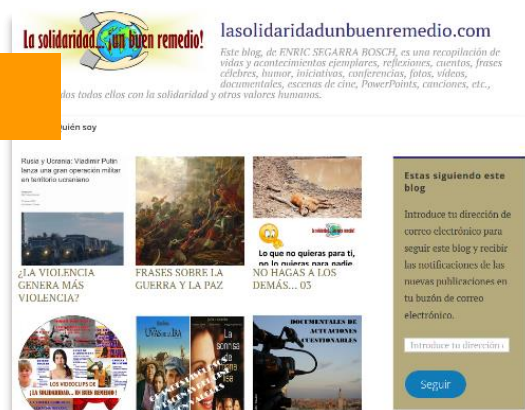 La solidaridad... ¡un buen remedio!
lasolidaridadunbuenremedio.com
Este blog, de ENRIC SEGARRA BOSCH, es una recopilación de
vidas y acontecimientos ejemplares, reflexiones, cuentos, frases
célebres, humor, iniciativas, conferencias, fotos, vídeos,
documentales, escenas de cine, PowerPoints, canciones, etc.,
dos todos ellos con la solidaridad y otros valores humanos.
uién soy
Rusia y Ucrania: Vladimir Putin
lanza una gran operación militar
en territorio ucraniano
Lo que no quieras para ti,
no lo quieras para nadie
¿LA VIOLENCIA
GENERA MÁS
VIOLENCIA?
FRASES SOBRE LA
GUERRA Y LA PAZ
NO HAGAS A LOS
DEMÁS... 03
Estas siguiendo este
blog
Introduce tu dirección de
correo electrónico para
seguir este blog y recibir
las notificaciones de las
nuevas publicaciones en
tu buzón de correo
electrónico.
Introduce tu dirección
Seguir
LOS VIDEOCLIPS DE
¡LA SOLIDARIDAD... UN BUEN REMEDIO!
La
sonrisa
de
DOCUMENTALES DE
ACTUACIONES
CUESTIONABLES